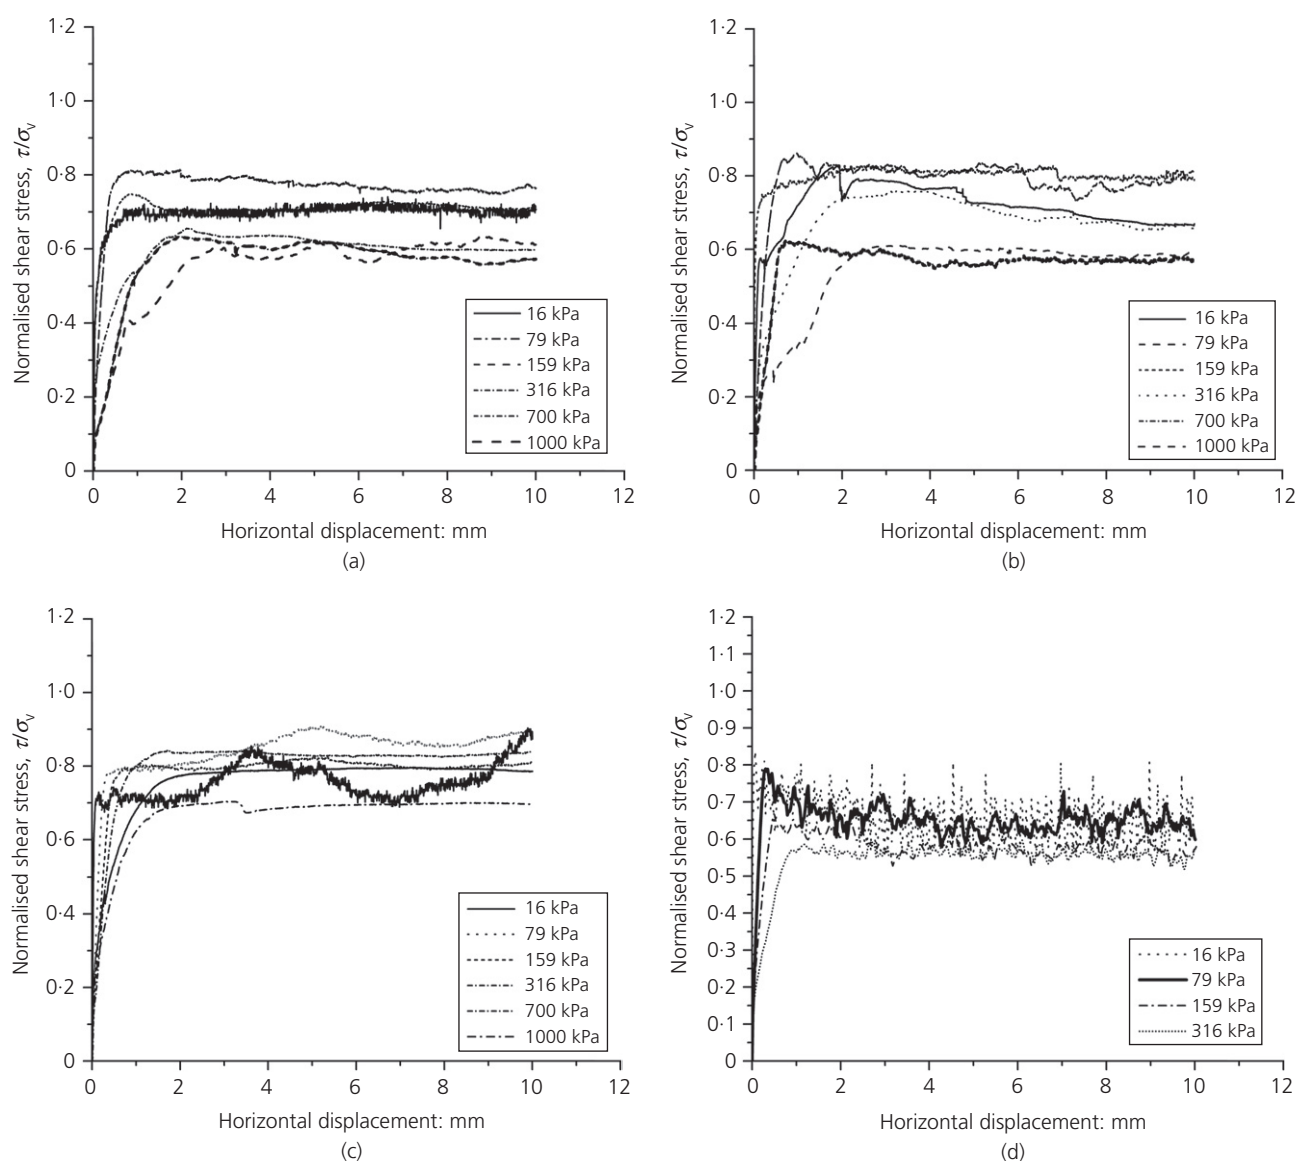 1·2
1·0
0·8
0·6
0·4
0·2
0
Normalised shear stress, τ/σv
16 kPa
79 kPa
159 kPa
316 kPa
700 kPa
1000 kPa
0 2 4 6 8 10 12
Horizontal displacement: mm
(a)
1·2
1·0
0·8
0·6
0·4
0·2
0
Normalised shear stress, τ/σv
16 kPa
79 kPa
159 kPa
316 kPa
700 kPa
1000 kPa
0 2 4 6 8 10 12
Horizontal displacement: mm
(b)
1·2
1·0
0·8
0·6
0·4
0·2
0
Normalised shear stress, τ/σv
16 kPa
79 kPa
159 kPa
316 kPa
700 kPa
1000 kPa
0 2 4 6 8 10 12
Horizontal displacement: mm
(c)
1·2
1·1
1·0
0·9
0·8
0·7
0·6
0·5
0·4
0·3
0·2
0·1
0
Normalised shear stress, τ/σv
16 kPa
79 kPa
159 kPa
316 kPa
0 2 4 6 8 10 12
Horizontal displacement: mm
(d)